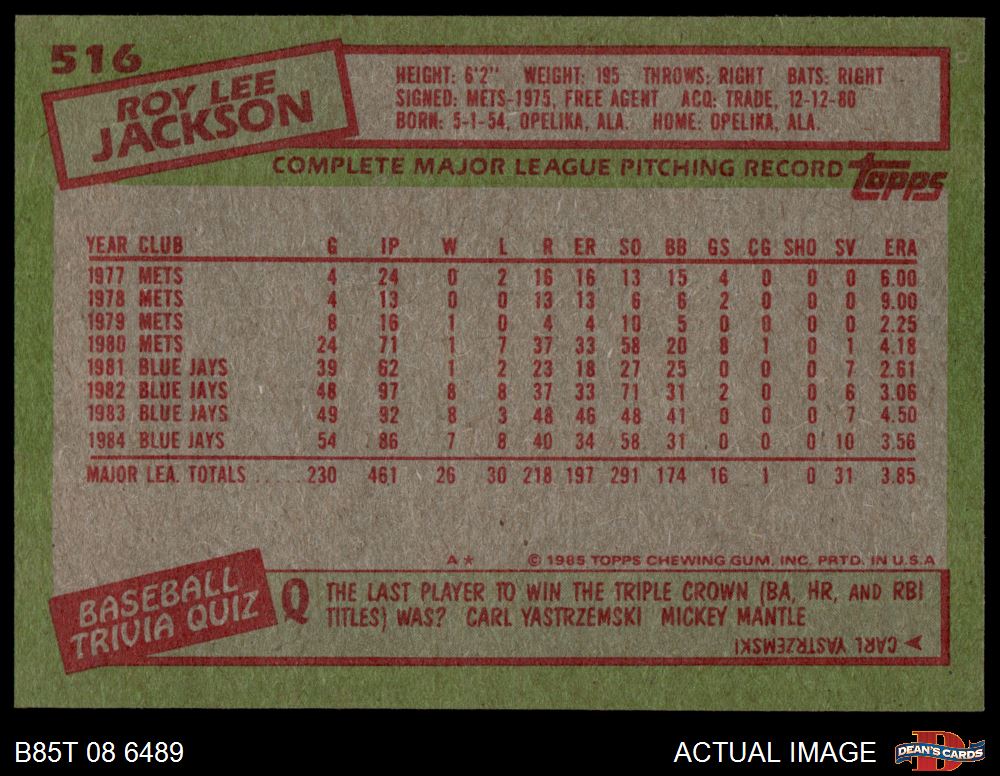 516
ROY LEE
JACKSON
HEIGHT: 6'2" WEIGHT: 195 THROWS: RIGHT BATS: RIGHT
SIGNED: METS-1975, FREE AGENT ACQ: TRADE, 12-12-80
BORN: 5-1-54, OPELIKA, ALA. HOME: OPELIKA, ALA.
COMPLETE MAJOR LEAGUE PITCHING RECORD topps
YEAR CLUB G IP W L R ER SO BB GS CG SHO SV ERA
1977 METS 4 24 0 2 16 16 13 15 4 0 0 0 6.00
1978 METS 4 13 0 0 13 13 6 6 2 0 0 0 9.00
1979 METS 8 16 1 0 4 4 10 5 0 0 0 0 2.25
1980 METS 24 71 1 7 37 33 58 20 8 1 0 1 4.18
1981 BLUE JAYS 39 62 1 2 23 18 27 25 0 0 0 7 2.61
1982 BLUE JAYS 48 97 8 8 37 33 71 31 2 0 0 6 3.06
1983 BLUE JAYS 49 92 8 3 48 46 48 41 0 0 0 7 4.50
1984 BLUE JAYS 54 86 7 8 40 34 58 31 0 0 0 10 3.56
MAJOR LEA. TOTALS ..... 230 461 26 30 218 197 291 174 16 1 0 31 3.85
A* © 1985 TOPPS CHEWING GUM, INC. PRTD. IN U.S.A
BASEBALL
TRIVIA QUIZ
Q THE LAST PLAYER TO WIN THE TRIPLE CROWN (BA, HR, AND RBI
TITLES) WAS? CARL YASTRZEMSKI MICKEY MANTLE
CARL YASTRZEMSKI
B85T 08 6489
ACTUAL IMAGE
DEAN'S CARDS